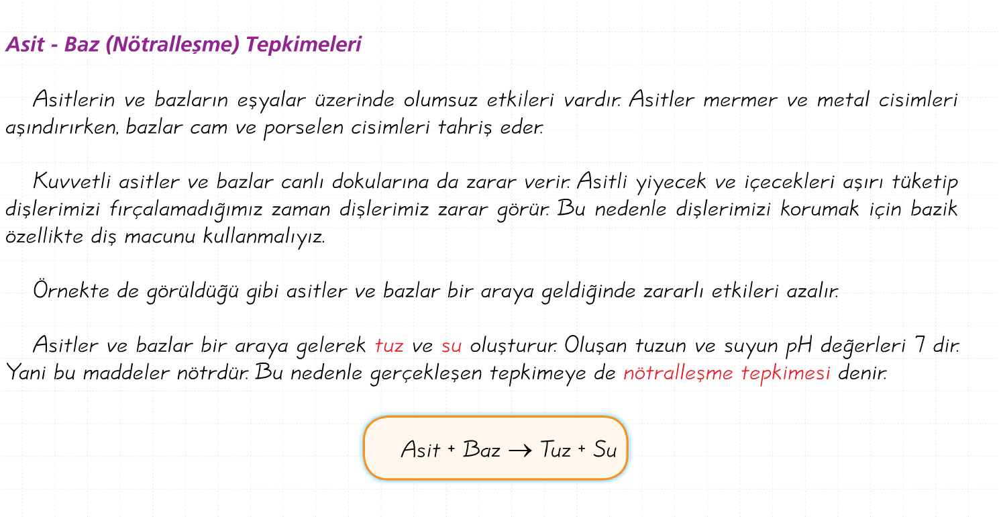 Asit - Baz (Nötralleşme) Tepkimeleri
Asitlerin ve bazların eşyalar üzerinde olumsuz etkileri vardır. Asitler mermer ve metal cisimleri
aşındırırken, bazlar cam ve porselen cisimleri tahriş eder.
Kuvvetli asitler ve bazlar canlı dokularına da zarar verir. Asitli yiyecek ve içecekleri aşırı tüketip
dişlerimizi fırçalamadığımız zaman dişlerimiz zarar görür. Bu nedenle dişlerimizi korumak için bazik
özellikte diş macunu kullanmalıyız.
Örnekte de görüldüğü gibi asitler ve bazlar bir araya geldiğinde zararlı etkileri azalır.
Asitler ve bazlar bir araya gelerek tuz ve su oluşturur. Oluşan tuzun ve suyun pH değerleri 7 dir.
Yani bu maddeler nötrdür. Bu nedenle gerçekleşen tepkimeye de nötralleşme tepkimesi denir.
Asit + Baz → Tuz + Su